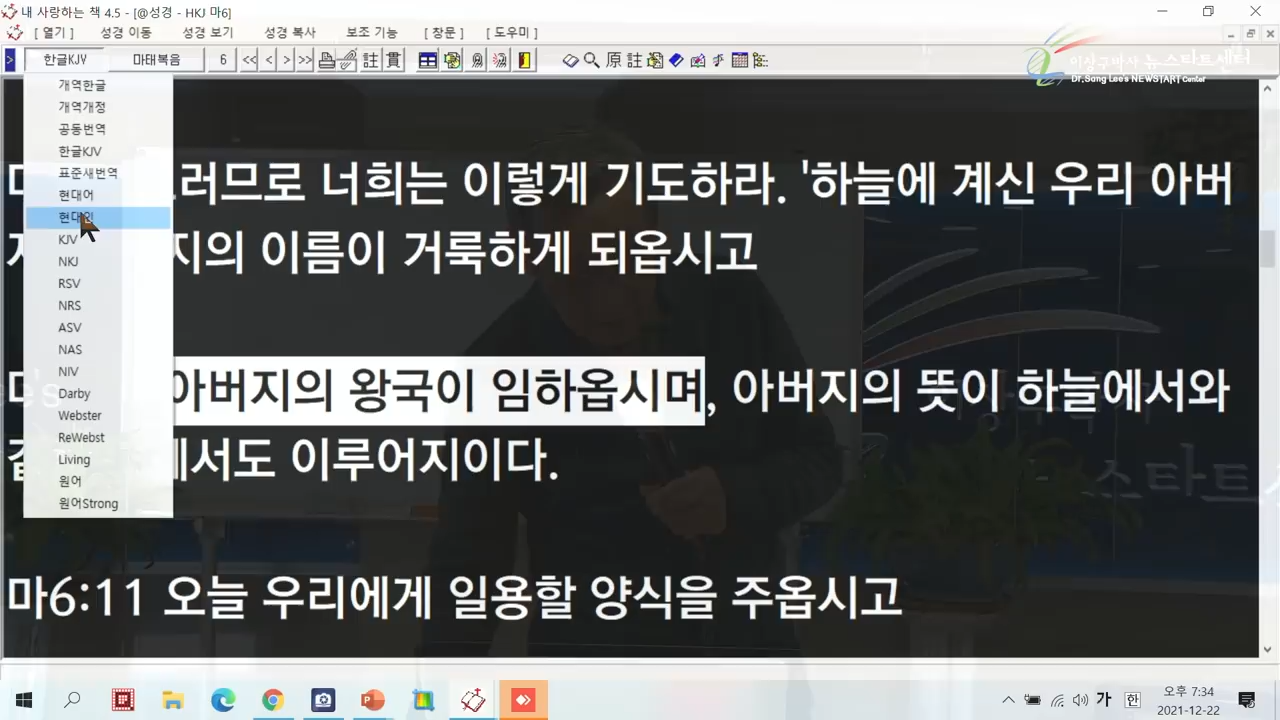 내 사랑하는 책 4.5 - [@성경 - HKJ 마6]
[ 열기 ] 성경 이동 성경 보기 성경 복사 보조 기능 [ 창문 ] [ 도우미 ]
> 한글KJV 마태복음 6 << < > >> 註 貫 原 註
이상구박사 뉴스타트센터
Dr.Sang Lee's NEWSTART Center
개역한글
개역개정
공동번역
한글KJV
표준새번역
현대어
현대인
KJV
NKJ
RSV
NRS
ASV
NAS
NIV
Darby
Webster
ReWebst
Living
원어
원어Strong
러므로 너희는 이렇게 기도하라. '하늘에 계신 우리 아버
지의 이름이 거룩하게 되옵시고
아버지의 왕국이 임하옵시며, 아버지의 뜻이 하늘에서와
에서도 이루어지이다.
마6:11 오늘 우리에게 일용할 양식을 주옵시고
스타트
가 한
오후 7:34
2021-12-22